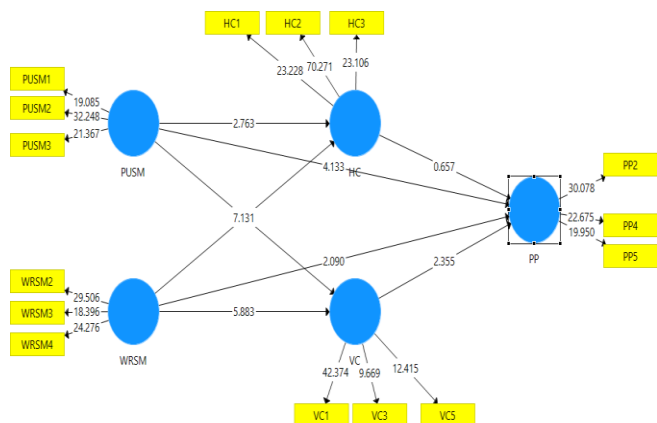 HC1 HC2 HC3
23.228 70.271 23.106
PUSM1
PUSM2
PUSM3
19.085
32.248
21.367
PUSM
2.763
HC
4.133
0.657
7.131
2.090
2.355
5.883
PP
30.078
22.675
19.950
PP2
PP4
PP5
WRSM2
WRSM3
WRSM4
29.506
18.396
24.276
WRSM
VC
42.374 9.669 12.415
VC1 VC3 VC5